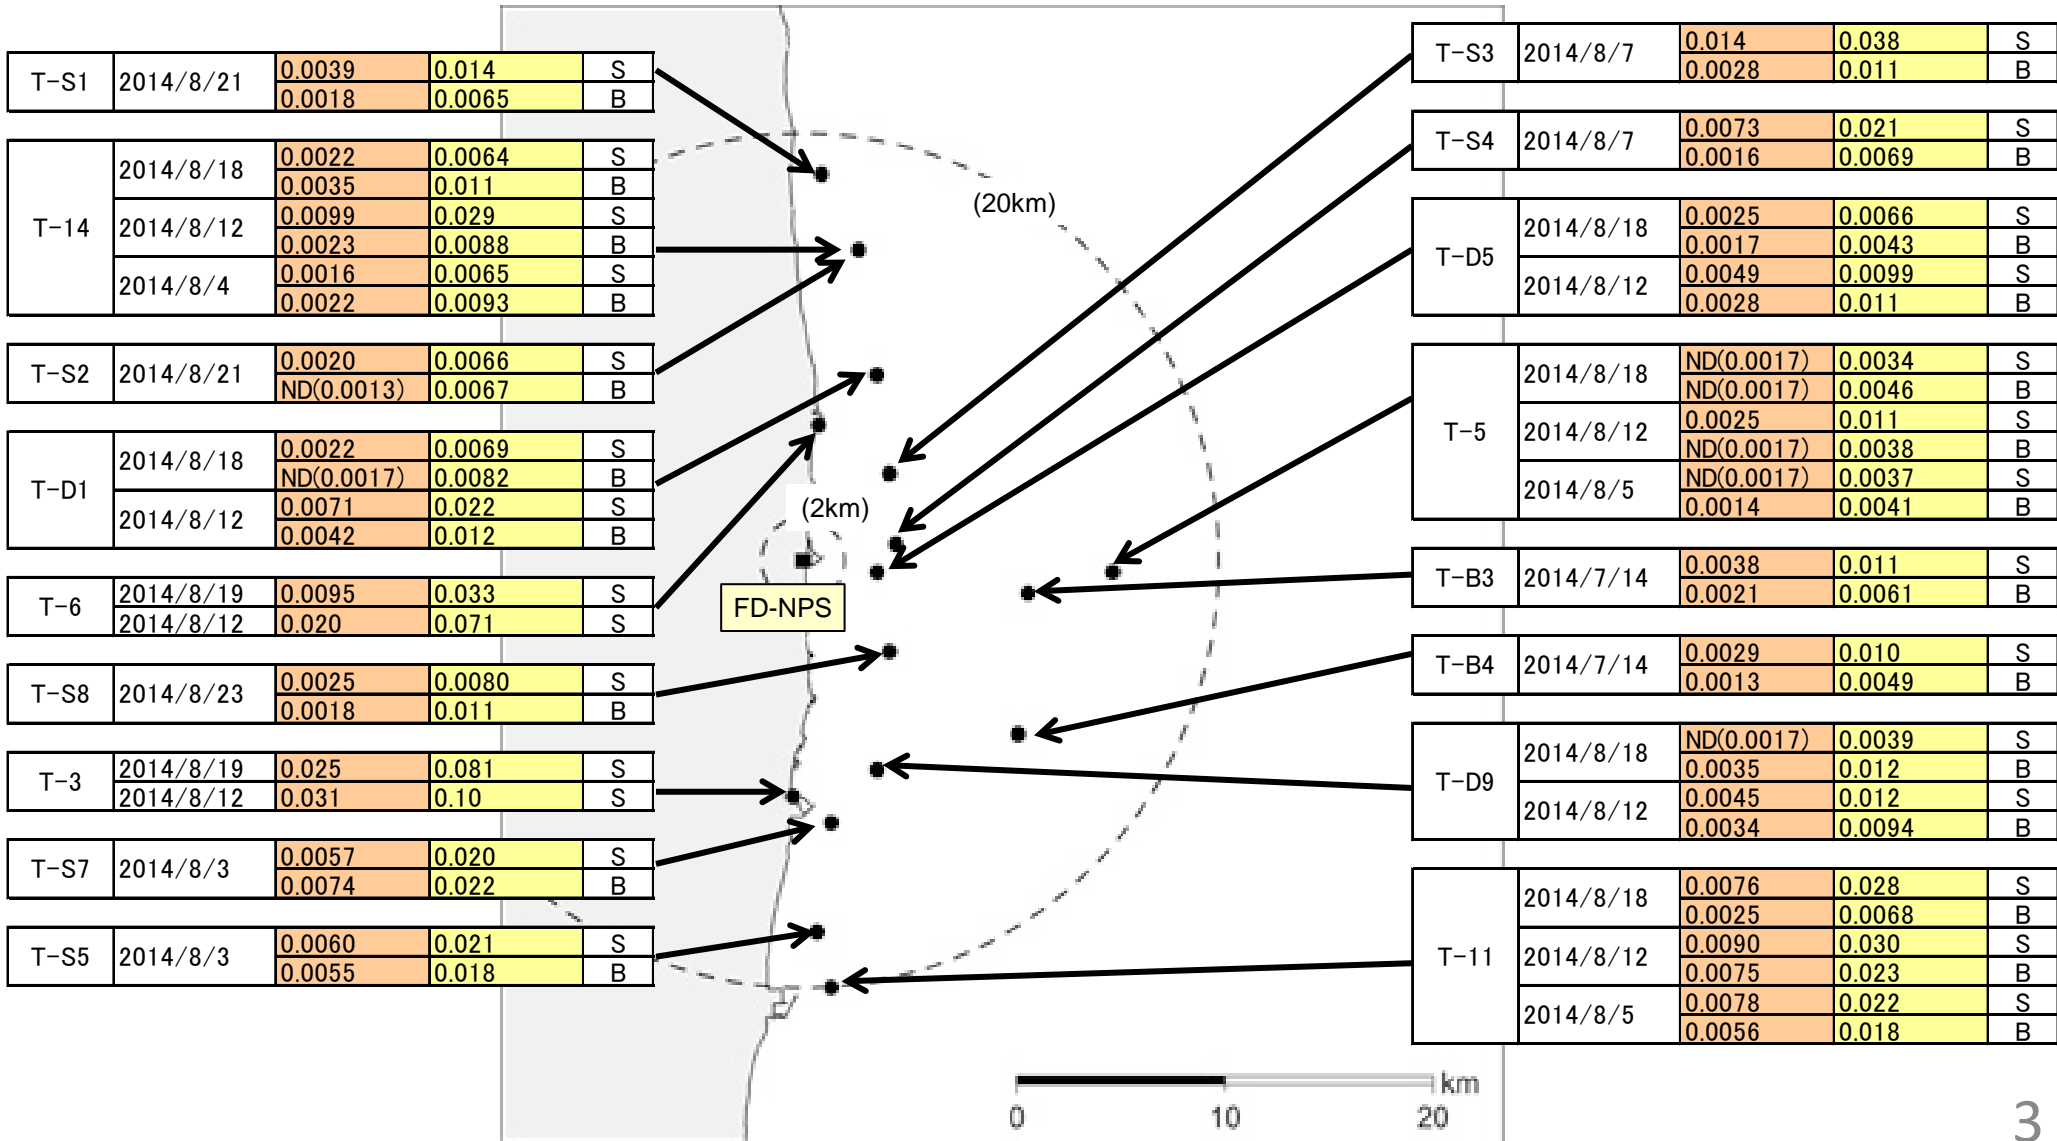 T-S1 2014/8/21 0.0039 0.014 S
0.0018 0.0065 B
T-14 2014/8/18 0.0022 0.0064 S
0.0035 0.011 B
2014/8/12 0.0099 0.029 S
0.0023 0.0088 B
2014/8/4 0.0016 0.0065 S
0.0022 0.0093 B
T-S2 2014/8/21 0.0020 0.0066 S
ND(0.0013) 0.0067 B
T-D1 2014/8/18 0.0022 0.0069 S
ND(0.0017) 0.0082 B
2014/8/12 0.0071 0.022 S
0.0042 0.012 B
T-6 2014/8/19 0.0095 0.033 S
2014/8/12 0.020 0.071 S
T-S8 2014/8/23 0.0025 0.0080 S
0.0018 0.011 B
T-3 2014/8/19 0.025 0.081 S
2014/8/12 0.031 0.10 S
T-S7 2014/8/3 0.0057 0.020 S
0.0074 0.022 B
T-S5 2014/8/3 0.0060 0.021 S
0.0055 0.018 B
(20km)
(2km)
FD-NPS
T-S3 2014/8/7 0.014 0.038 S
0.0028 0.011 B
T-S4 2014/8/7 0.0073 0.021 S
0.0016 0.0069 B
T-D5 2014/8/18 0.0025 0.0066 S
0.0017 0.0043 B
2014/8/12 0.0049 0.0099 S
0.0028 0.011 B
T-5 2014/8/18 ND(0.0017) 0.0034 S
ND(0.0017) 0.0046 B
2014/8/12 0.0025 0.011 S
ND(0.0017) 0.0038 B
2014/8/5 ND(0.0017) 0.0037 S
0.0014 0.0041 B
T-B3 2014/7/14 0.0038 0.011 S
0.0021 0.0061 B
T-B4 2014/7/14 0.0029 0.010 S
0.0013 0.0049 B
T-D9 2014/8/18 ND(0.0017) 0.0039 S
0.0035 0.012 B
2014/8/12 0.0045 0.012 S
0.0034 0.0094 B
T-11 2014/8/18 0.0076 0.028 S
0.0025 0.0068 B
2014/8/12 0.0090 0.030 S
0.0075 0.023 B
2014/8/5 0.0078 0.022 S
0.0056 0.018 B
km
0 10 20
3